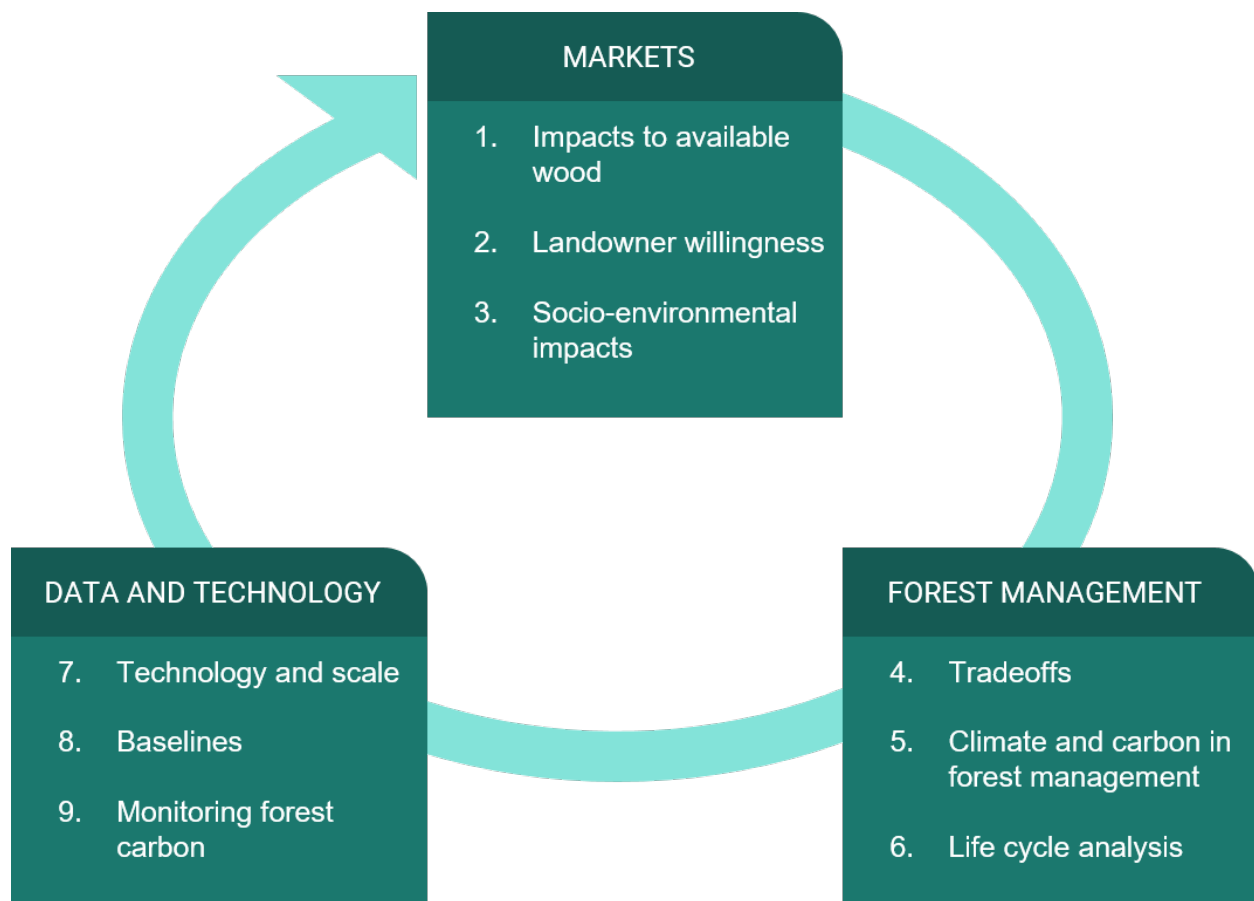 MARKETS
1. Impacts to available
wood
2. Landowner willingness
3. Socio-environmental
impacts
DATA AND TECHNOLOGY
7. Technology and scale
8. Baselines
9. Monitoring forest
carbon
FOREST MANAGEMENT
4. Tradeoffs
5. Climate and carbon in
forest management
6. Life cycle analysis